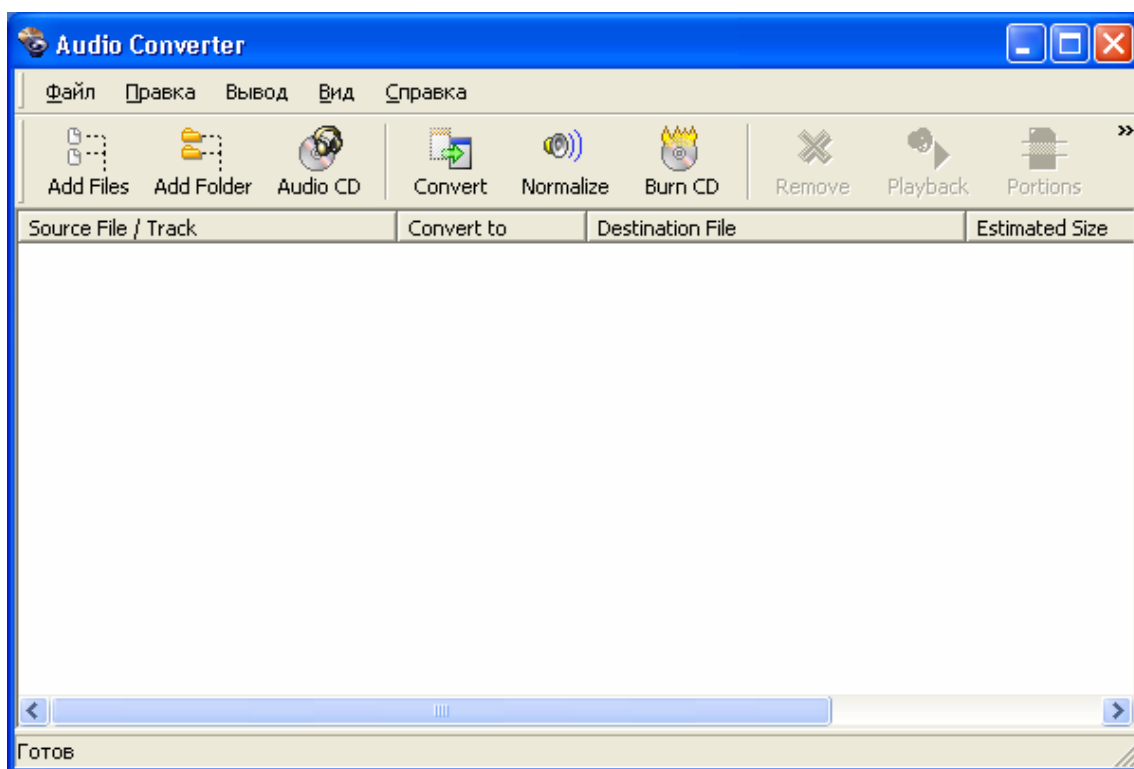 Audio Converter
Файл Правка Вывод Вид Справка
Add Files Add Folder Audio CD Convert Normalize Burn CD Remove Playback Portions
Source File / Track Convert to Destination File Estimated Size
Готов